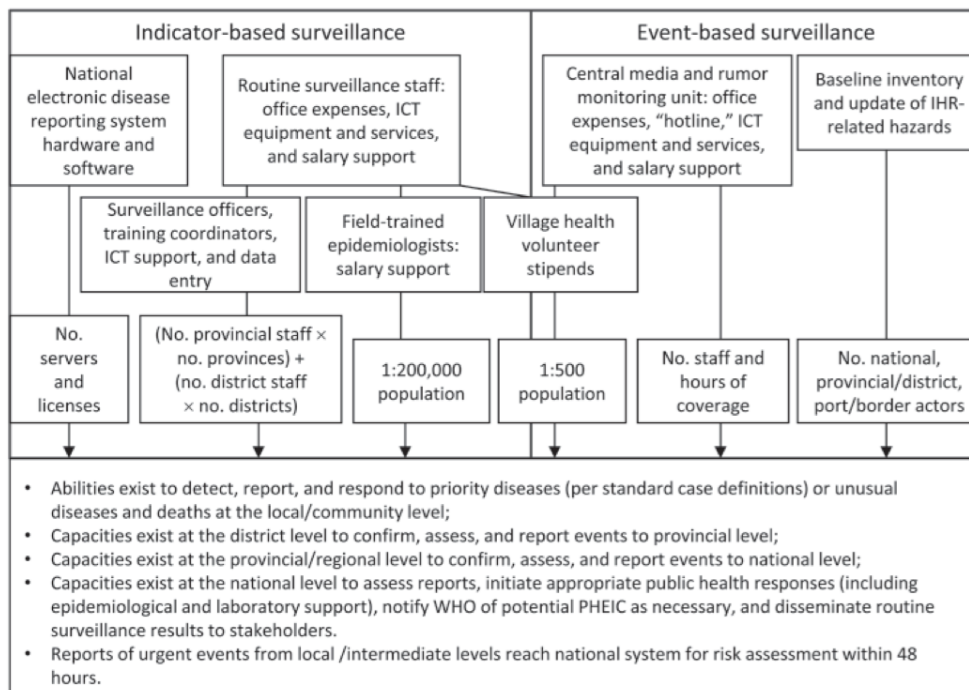 Indicator-based surveillance
Event-based surveillance
National
electronic disease
reporting system
hardware and
software
Routine surveillance staff:
office expenses, ICT
equipment and services,
and salary support
Central media and rumor
monitoring unit: office
expenses, “hotline,” ICT
equipment and services,
and salary support
Baseline inventory
and update of IHR-
related hazards
Surveillance officers,
training coordinators,
ICT support, and data
entry
Field-trained
epidemiologists:
salary support
Village health
volunteer
stipends
No.
servers
and
licenses
(No. provincial staff ×
no. provinces) +
(no. district staff
× no. districts)
1:200,000
population
1:500
population
No. staff and
hours of
coverage
No. national,
provincial/district,
port/border actors
• Abilities exist to detect, report, and respond to priority diseases (per standard case definitions) or unusual
diseases and deaths at the local/community level;
• Capacities exist at the district level to confirm, assess, and report events to provincial level;
• Capacities exist at the provincial/regional level to confirm, assess, and report events to national level;
• Capacities exist at the national level to assess reports, initiate appropriate public health responses (including
epidemiological and laboratory support), notify WHO of potential PHEIC as necessary, and disseminate routine
surveillance results to stakeholders.
• Reports of urgent events from local /intermediate levels reach national system for risk assessment within 48
hours.